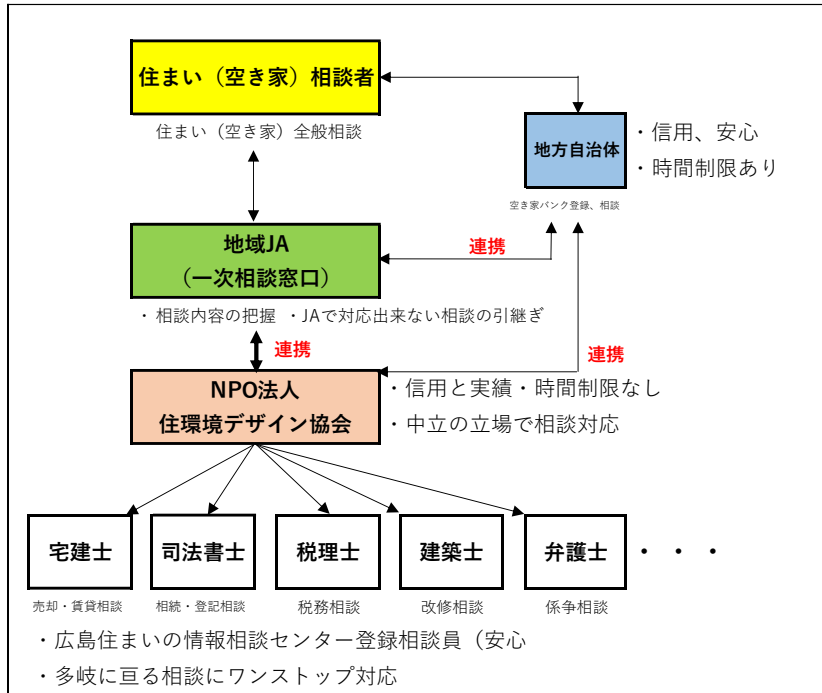 住まい（空き家）相談者
住まい（空き家）全般相談
地方自治体
・信用、安心
・時間制限あり
空き家バンク登録、相談
地域JA
（一次相談窓口）
連携
・相談内容の把握 ・JAで対応出来ない相談の引継ぎ
連携
連携
NPO法人
住環境デザイン協会
・信用と実績・時間制限なし
・中立の立場で相談対応
宅建士
司法書士
税理士
建築士
弁護士
・・・
売却・賃貸相談
相続・登記相談
税務相談
改修相談
係争相談
・広島住まいの情報相談センター登録相談員（安心
・多岐に亘る相談にワンストップ対応